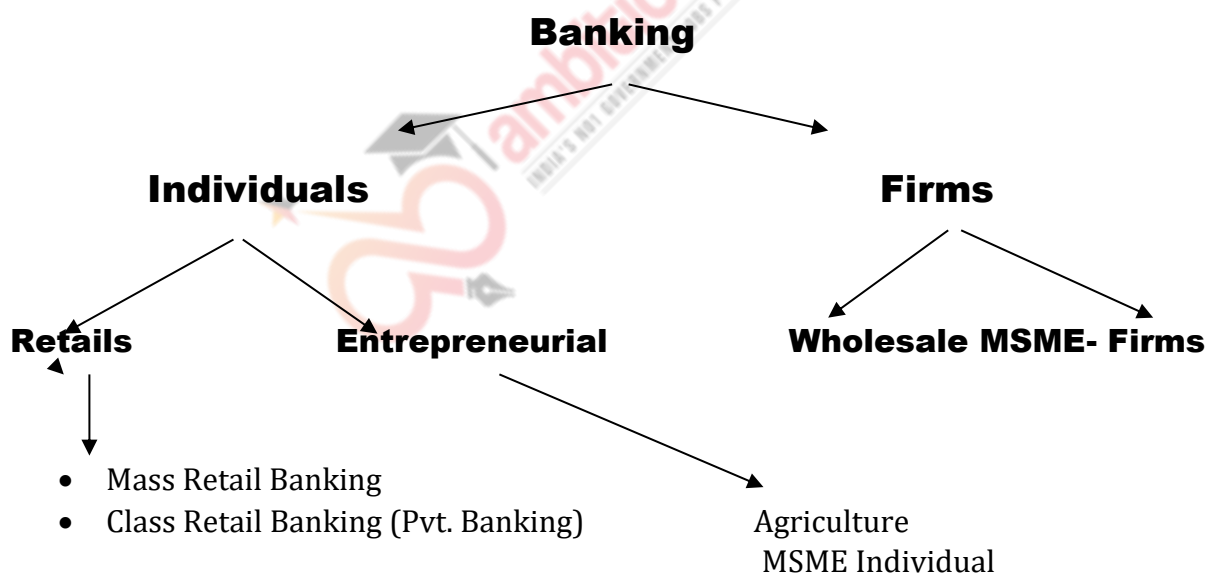 Banking
Individuals
Firms
Retails
Entrepreneurial
Wholesale MSME- Firms
• Mass Retail Banking
• Class Retail Banking (Pvt. Banking)
Agriculture
MSME Individual